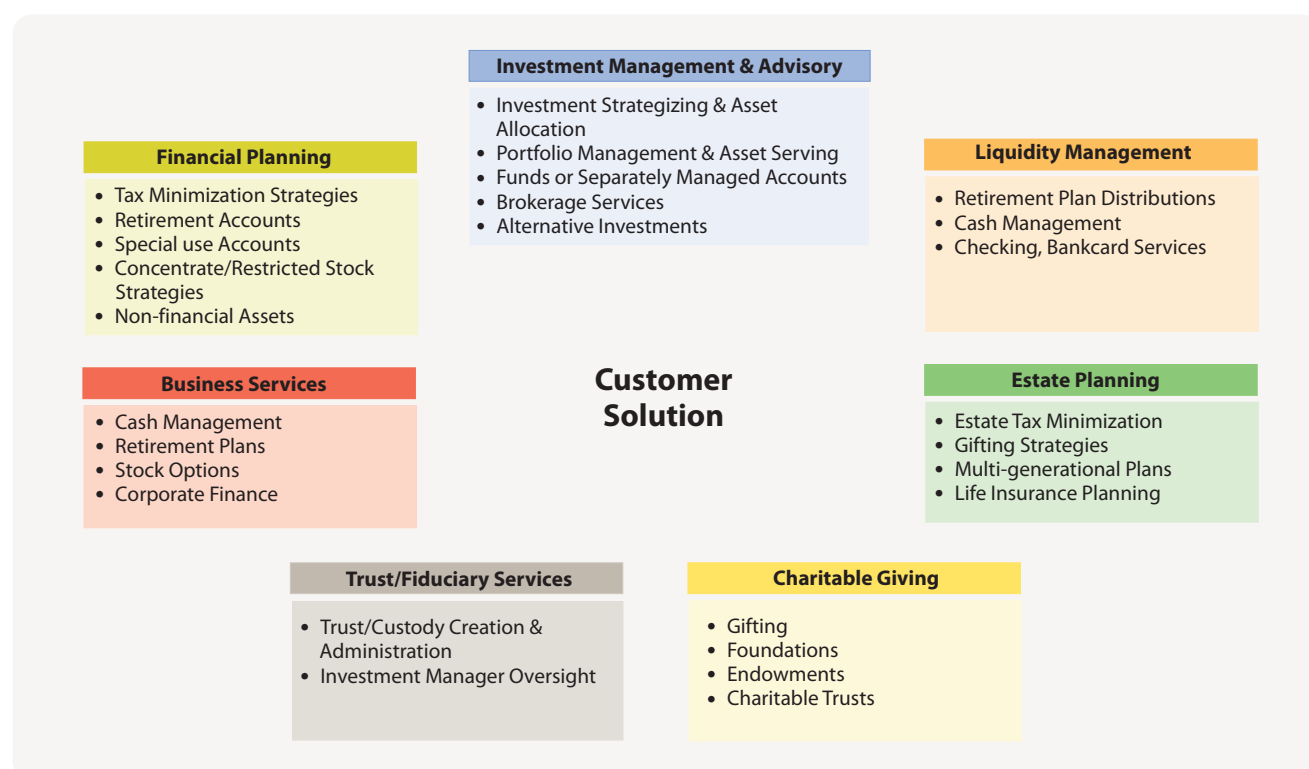 Investment Management & Advisory
• Investment Strategizing & Asset
Allocation
• Portfolio Management & Asset Serving
• Funds or Separately Managed Accounts
• Brokerage Services
• Alternative Investments
Financial Planning
• Tax Minimization Strategies
• Retirement Accounts
• Special use Accounts
• Concentrate/Restricted Stock
Strategies
• Non-financial Assets
Liquidity Management
• Retirement Plan Distributions
• Cash Management
• Checking, Bankcard Services
Business Services
• Cash Management
• Retirement Plans
• Stock Options
• Corporate Finance
Customer
Solution
Estate Planning
• Estate Tax Minimization
• Gifting Strategies
• Multi-generational Plans
• Life Insurance Planning
Trust/Fiduciary Services
• Trust/Custody Creation &
Administration
• Investment Manager Oversight
Charitable Giving
• Gifting
• Foundations
• Endowments
• Charitable Trusts